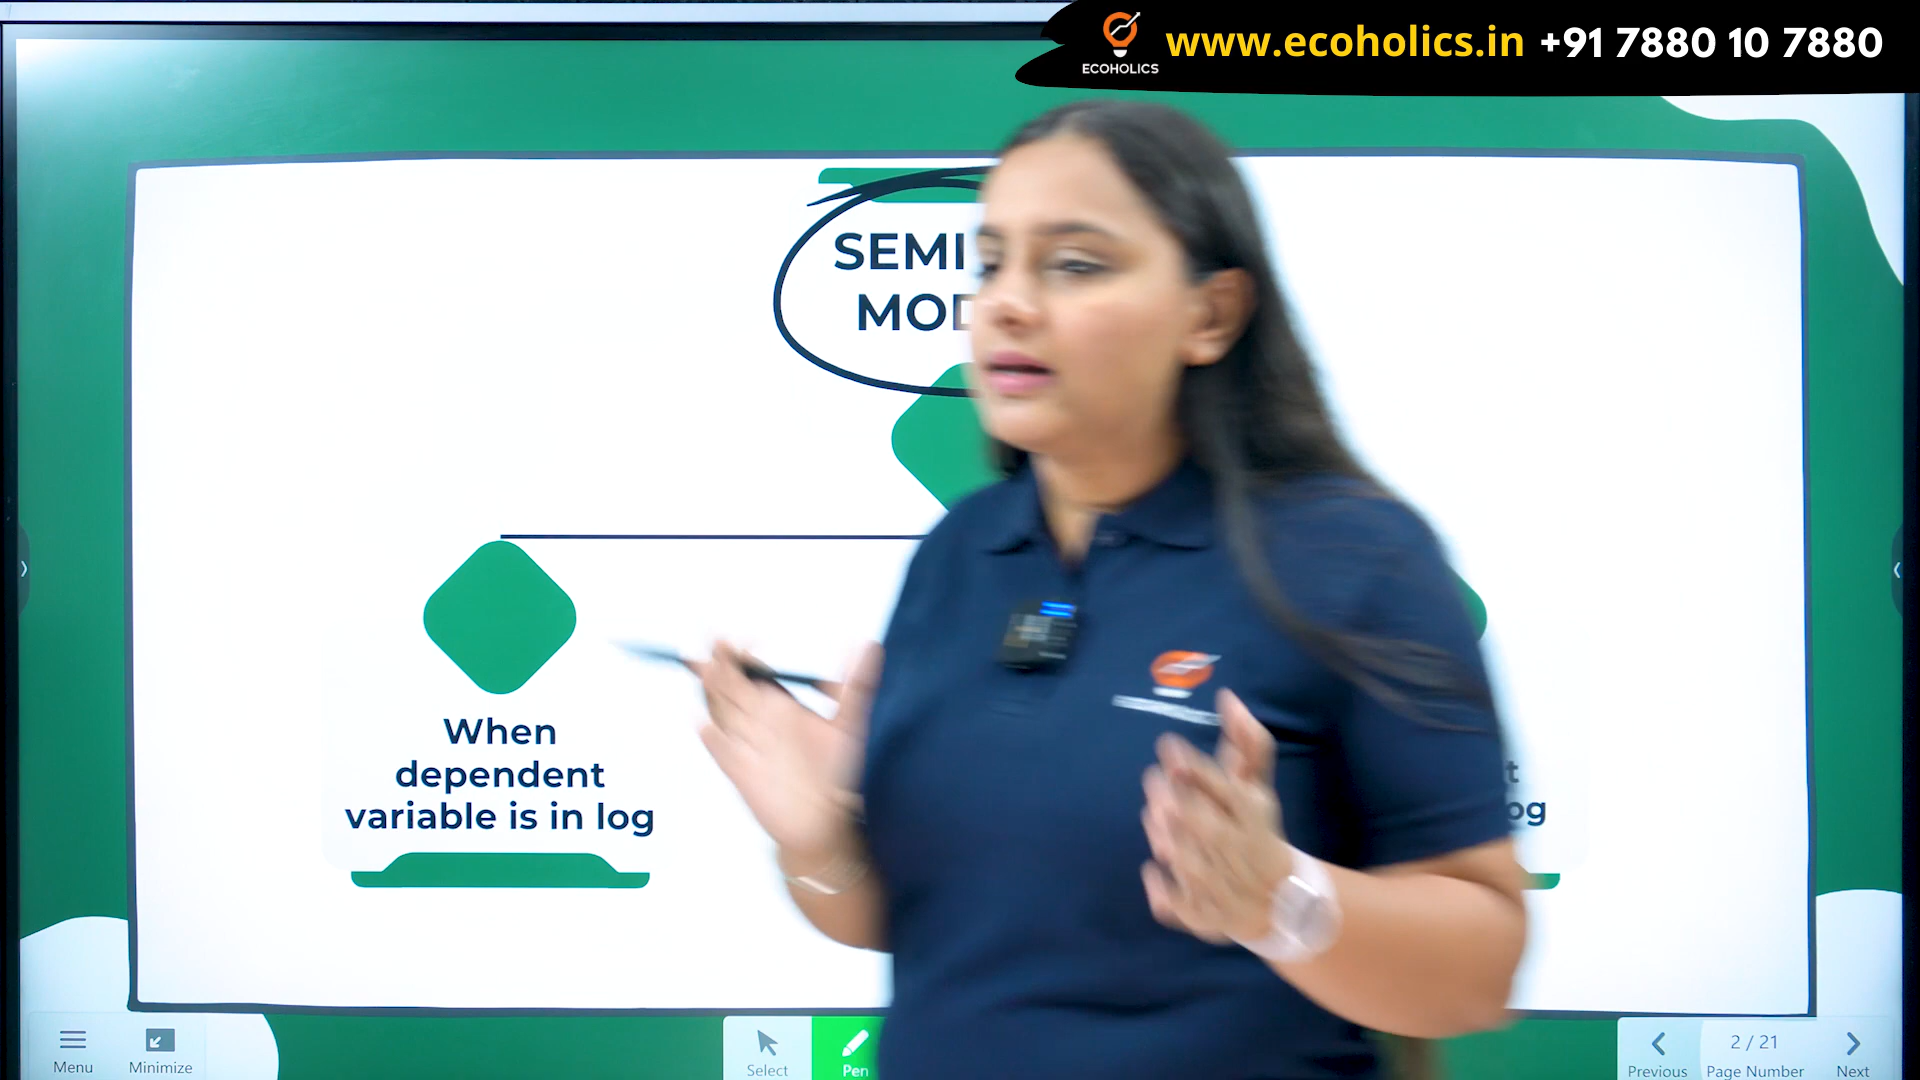 www.ecoholics.in +91 7880 10 7880
ECOHOLICS
SEMI
MOD
When
dependent
variable is in log
t
og
Menu
Minimize
Select
Pen
Previous
2 / 21
Page Number
Next